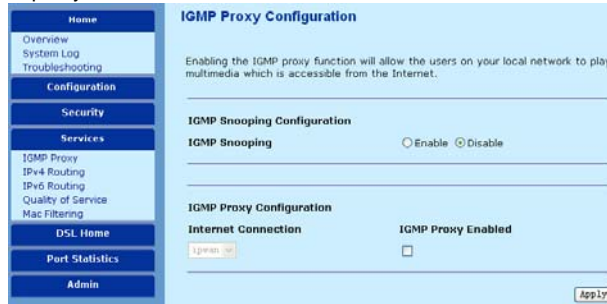 Home
Overview
System Log
Troubleshooting
Configuration
Security
Services
IGMP Proxy
IPv4 Routing
IPv6 Routing
Quality of Service
Mac Filtering
DSL Home
Port Statistics
Admin
IGMP Proxy Configuration
Enabling the IGMP proxy function will allow the users on your local network to play
multimedia which is accessible from the Internet.
IGMP Snooping Configuration
IGMP Snooping Enable Disable
IGMP Proxy Configuration
Internet Connection IGMP Proxy Enabled
ipwan
Apply